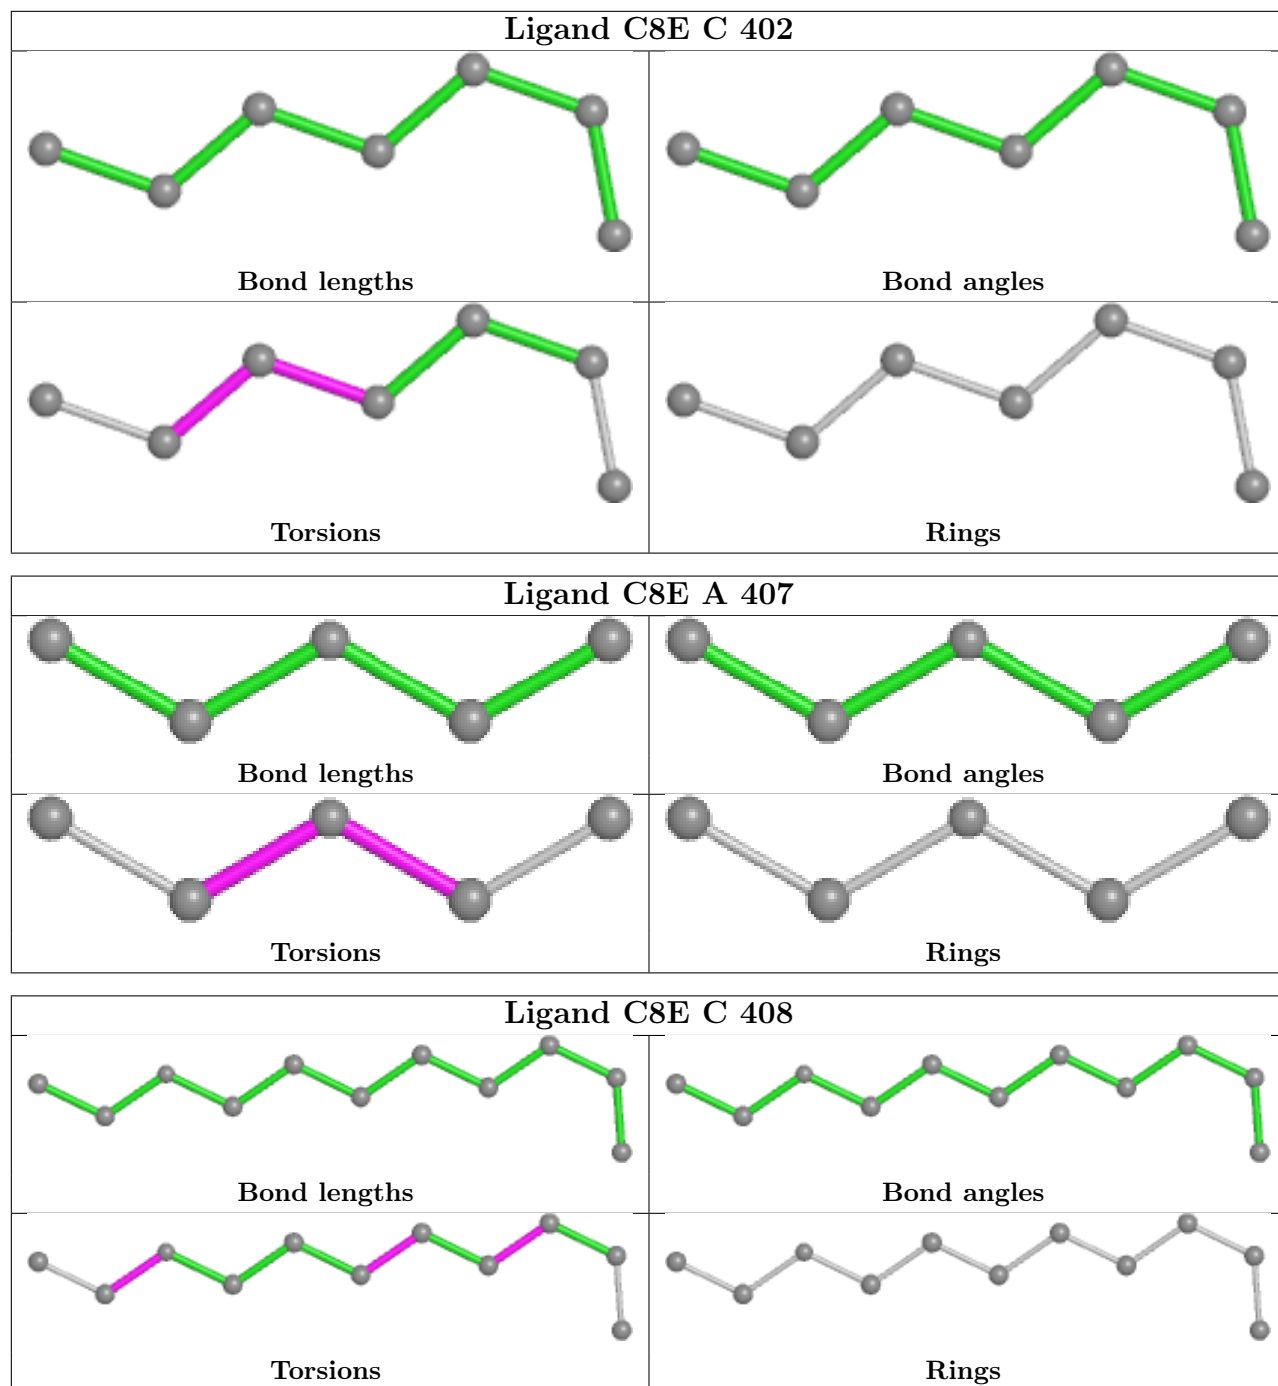 Ligand C8E C 402
Bond lengths
Bond angles
Torsions
Rings
Ligand C8E A 407
Bond lengths
Bond angles
Torsions
Rings
Ligand C8E C 408
Bond lengths
Bond angles
Torsions
Rings